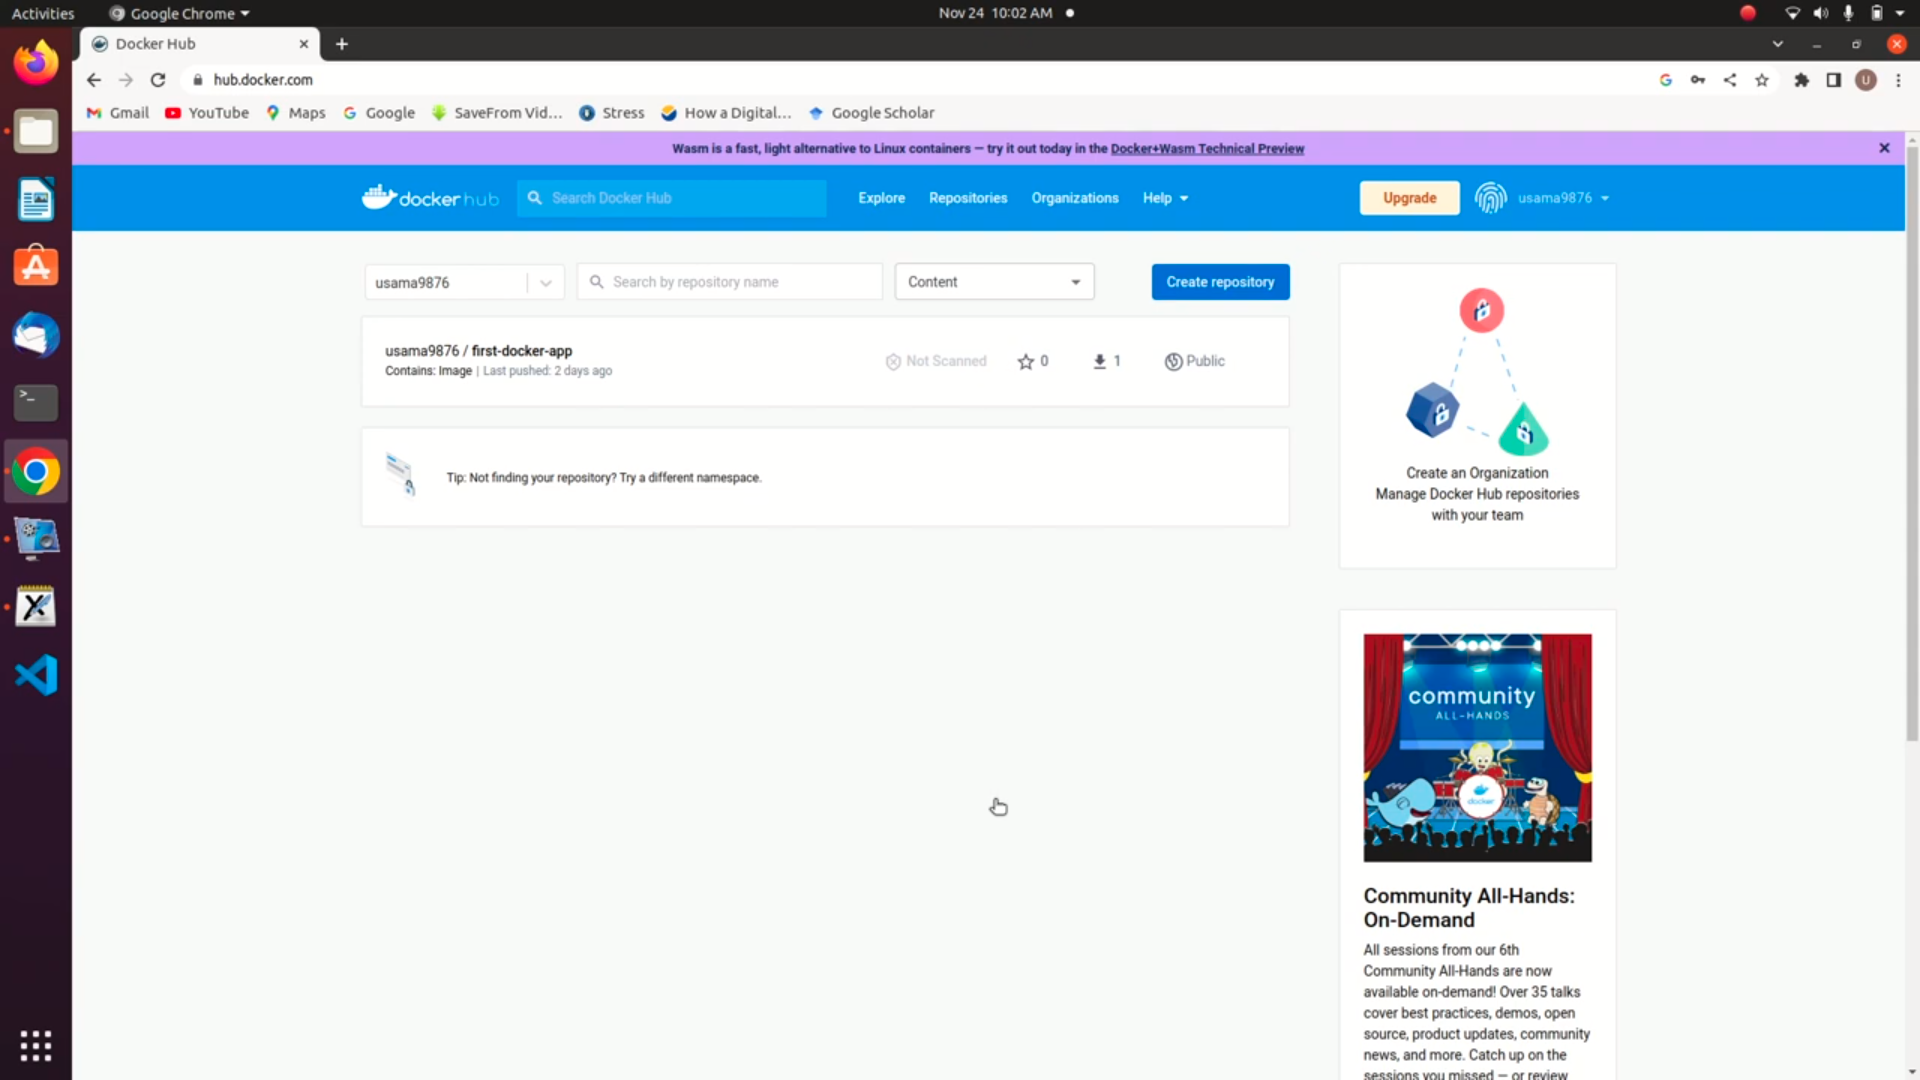 Activities
Google Chrome
Nov 24 10:02 AM
Docker Hub
hub.docker.com
U
Gmail
YouTube
Maps
Google
SaveFrom Vid...
Stress
How a Digital...
Google Scholar
Wasm is a fast, light alternative to Linux containers — try it out today in the Docker+Wasm Technical Preview
docker hub
Search Docker Hub
Explore
Repositories
Organizations
Help
Upgrade
usama9876
usama9876
Search by repository name
Content
Create repository
usama9876 / first-docker-app
Contains: Image | Last pushed: 2 days ago
Not Scanned
0
1
Public
Tip: Not finding your repository? Try a different namespace.
Create an Organization
Manage Docker Hub repositories
with your team
community
ALL-HANDS
docker
Community All-Hands:
On-Demand
All sessions from our 6th
Community All-Hands are now
available on-demand! Over 35 talks
cover best practices, demos, open
source, product updates, community
news, and more. Catch up on the
sessions you missed — or review